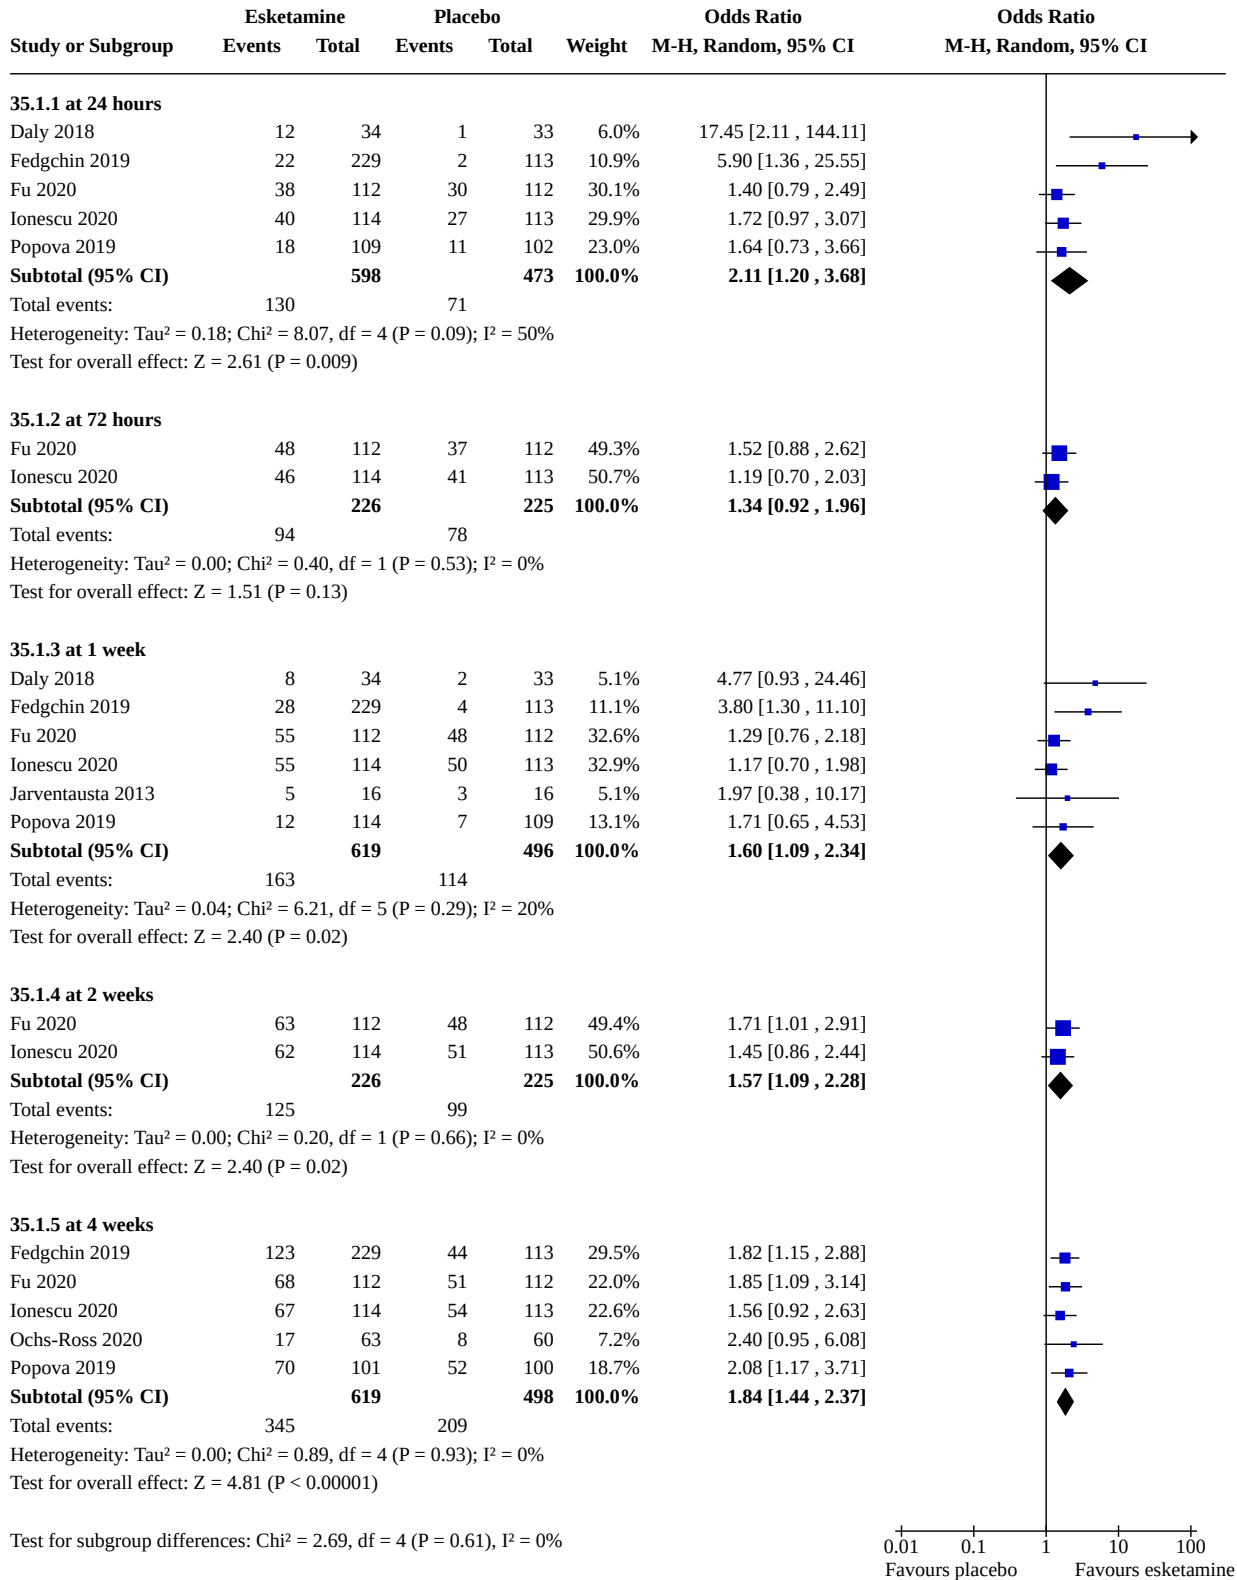 Esketamine Placebo Odds Ratio Odds Ratio
Study or Subgroup Events Total Events Total Weight M-H, Random, 95% CI M-H, Random, 95% CI
35.1.1 at 24 hours
Daly 2018 12 34 1 33 6.0% 17.45 [2.11 , 144.11]
Fedgchin 2019 22 229 2 113 10.9% 5.90 [1.36 , 25.55]
Fu 2020 38 112 30 112 30.1% 1.40 [0.79 , 2.49]
Ionescu 2020 40 114 27 113 29.9% 1.72 [0.97 , 3.07]
Popova 2019 18 109 11 102 23.0% 1.64 [0.73 , 3.66]
Subtotal (95% CI) 598 473 100.0% 2.11 [1.20 , 3.68]
Total events: 130 71
Heterogeneity: Tau² = 0.18; Chi² = 8.07, df = 4 (P = 0.09); I² = 50%
Test for overall effect: Z = 2.61 (P = 0.009)
35.1.2 at 72 hours
Fu 2020 48 112 37 112 49.3% 1.52 [0.88 , 2.62]
Ionescu 2020 46 114 41 113 50.7% 1.19 [0.70 , 2.03]
Subtotal (95% CI) 226 225 100.0% 1.34 [0.92 , 1.96]
Total events: 94 78
Heterogeneity: Tau² = 0.00; Chi² = 0.40, df = 1 (P = 0.53); I² = 0%
Test for overall effect: Z = 1.51 (P = 0.13)
35.1.3 at 1 week
Daly 2018 8 34 2 33 5.1% 4.77 [0.93 , 24.46]
Fedgchin 2019 28 229 4 113 11.1% 3.80 [1.30 , 11.10]
Fu 2020 55 112 48 112 32.6% 1.29 [0.76 , 2.18]
Ionescu 2020 55 114 50 113 32.9% 1.17 [0.70 , 1.98]
Jarventausta 2013 5 16 3 16 5.1% 1.97 [0.38 , 10.17]
Popova 2019 12 114 7 109 13.1% 1.71 [0.65 , 4.53]
Subtotal (95% CI) 619 496 100.0% 1.60 [1.09 , 2.34]
Total events: 163 114
Heterogeneity: Tau² = 0.04; Chi² = 6.21, df = 5 (P = 0.29); I² = 20%
Test for overall effect: Z = 2.40 (P = 0.02)
35.1.4 at 2 weeks
Fu 2020 63 112 48 112 49.4% 1.71 [1.01 , 2.91]
Ionescu 2020 62 114 51 113 50.6% 1.45 [0.86 , 2.44]
Subtotal (95% CI) 226 225 100.0% 1.57 [1.09 , 2.28]
Total events: 125 99
Heterogeneity: Tau² = 0.00; Chi² = 0.20, df = 1 (P = 0.66); I² = 0%
Test for overall effect: Z = 2.40 (P = 0.02)
35.1.5 at 4 weeks
Fedgchin 2019 123 229 44 113 29.5% 1.82 [1.15 , 2.88]
Fu 2020 68 112 51 112 22.0% 1.85 [1.09 , 3.14]
Ionescu 2020 67 114 54 113 22.6% 1.56 [0.92 , 2.63]
Ochs-Ross 2020 17 63 8 60 7.2% 2.40 [0.95 , 6.08]
Popova 2019 70 101 52 100 18.7% 2.08 [1.17 , 3.71]
Subtotal (95% CI) 619 498 100.0% 1.84 [1.44 , 2.37]
Total events: 345 209
Heterogeneity: Tau² = 0.00; Chi² = 0.89, df = 4 (P = 0.93); I² = 0%
Test for overall effect: Z = 4.81 (P < 0.00001)
Test for subgroup differences: Chi² = 2.69, df = 4 (P = 0.61), I² = 0%
0.01 0.1 1 10 100
Favours placebo Favours esketamine